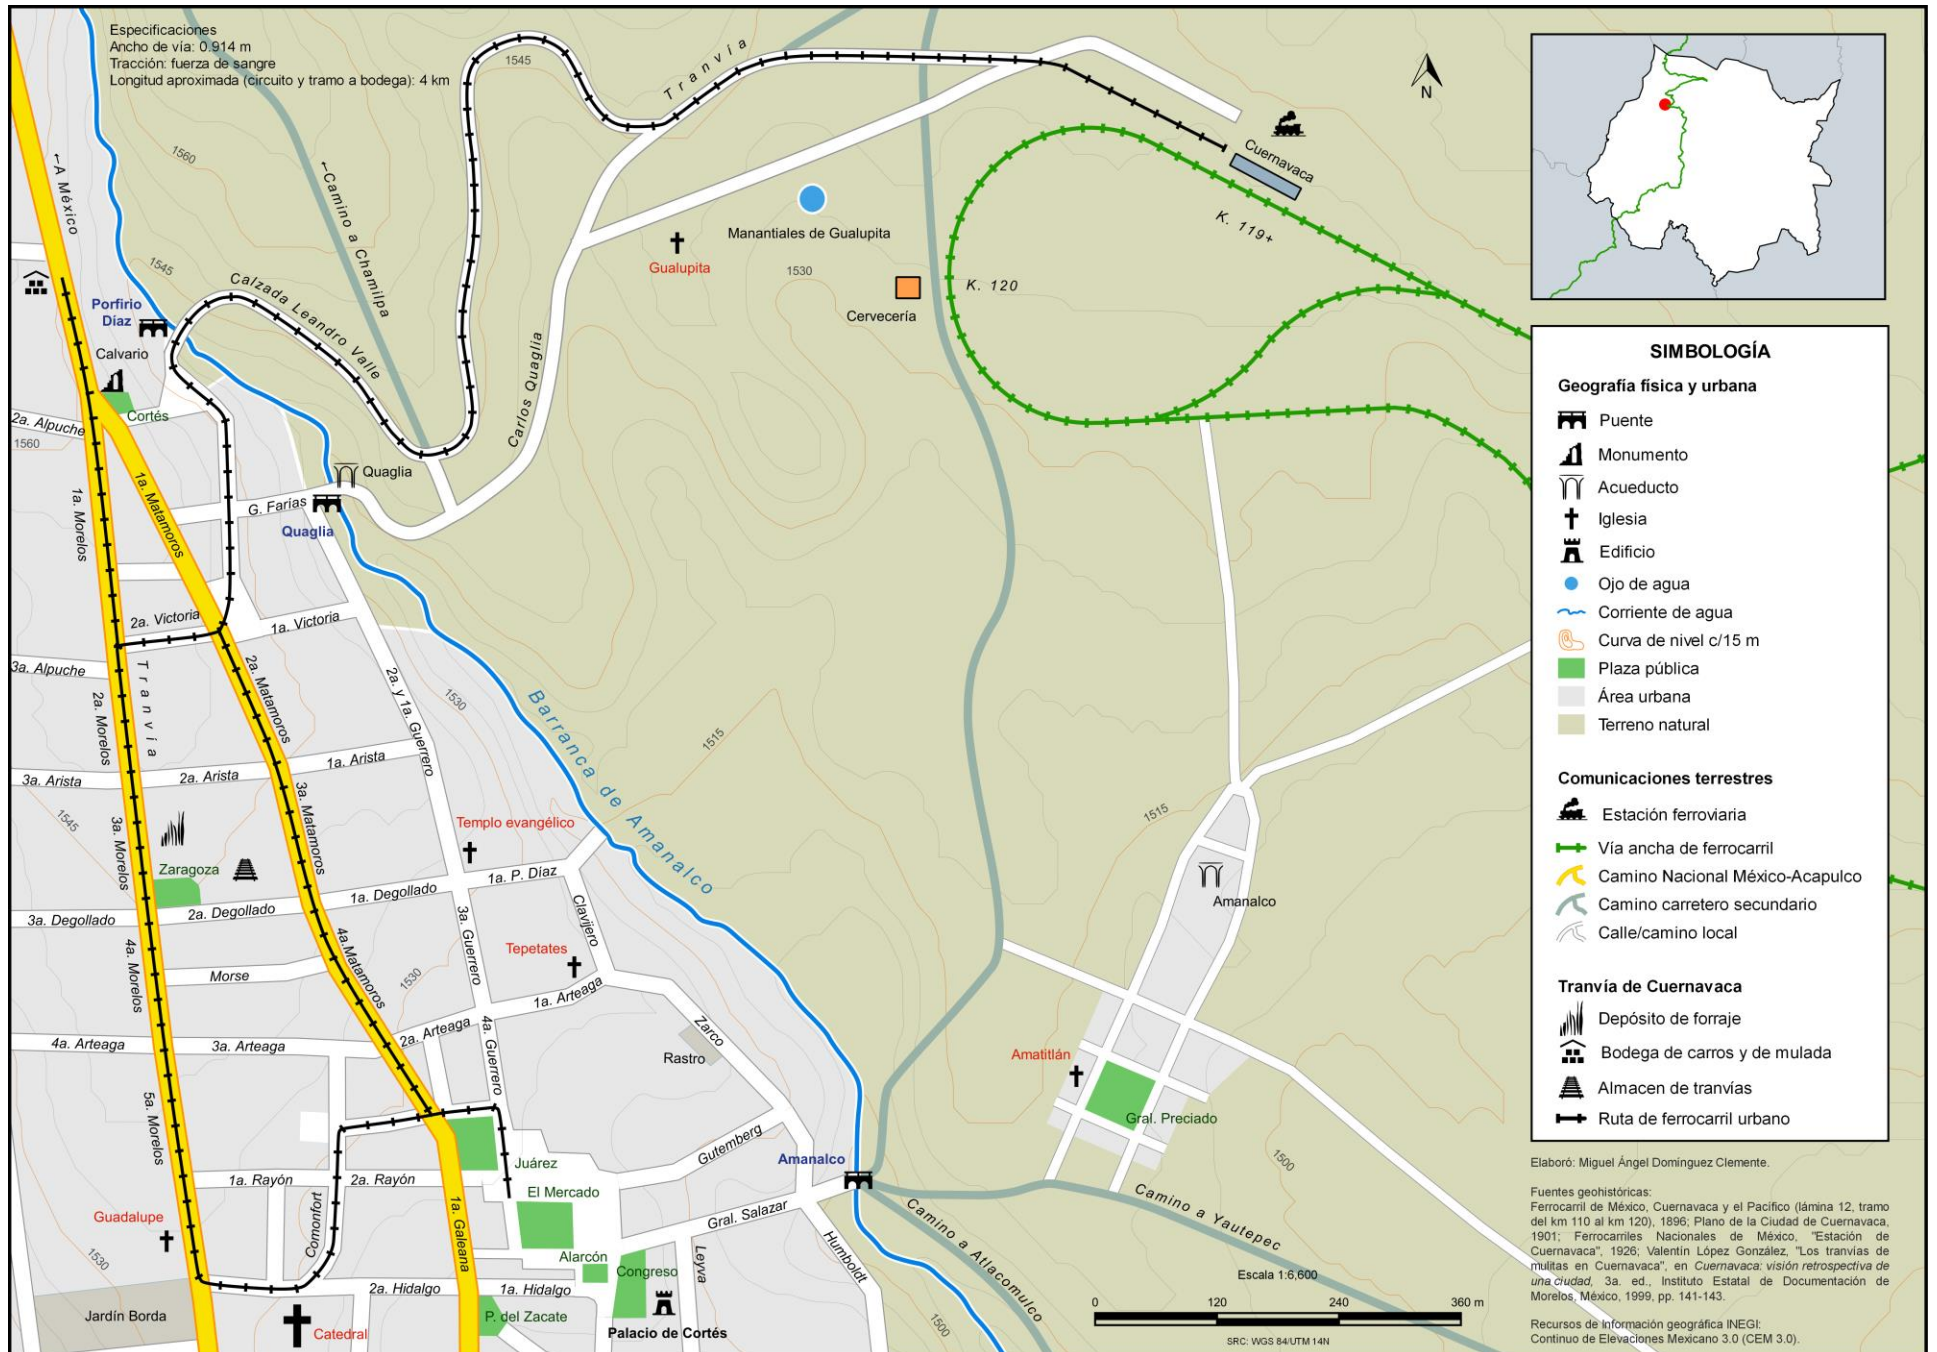 Especificaciones
Ancho de vía: 0.914 m
Tracción: fuerza de sangre
Longitud aproximada (circuito y tramo a bodega): 4 km
1545
Tranvía
N
1560
←A México
←Camino a Chamilpa
Cuernavaca
K. 119+
Manantiales de Gualupita
Gualupita
1530
K. 120
Cervecería
1545
Calzada Leandro Valle
Porfirio
Díaz
Calvario
Cortés
2a. Alpuche
1560
Carlos Quaglia
Quaglia
G. Farías
Quaglia
1a. Morelos
1a. Matamoros
2a. Victoria
1a. Victoria
3a. Alpuche
Tranvía
2a. Morelos
2a. Matamoros
2a. y 1a. Guerrero
1530
Barranca de Amanalco
1515
3a. Arista
2a. Arista
1a. Arista
1545
3a. Morelos
3a. Matamoros
Templo evangélico
Zaragoza
1a. P. Díaz
3a. Degollado
2a. Degollado
1a. Degollado
Clavijero
3a. Guerrero
1515
Amanalco
4a. Morelos
4a. Matamoros
Morse
1530
Tepetates
1a. Arteaga
2a. Arteaga
4a. Arteaga
3a. Arteaga
4a. Guerrero
Zarco
Rastro
Amatitlán
Gral. Preciado
5a. Morelos
Gutemberg
Amanalco
Juárez
1a. Rayón
2a. Rayón
El Mercado
1500
Camino a Yautepec
Guadalupe
Comonfort
1a. Galeana
Gral. Salazar
Camino a Atlacomulco
Alarcón
Congreso
Leyva
Humboldt
1530
2a. Hidalgo
1a. Hidalgo
Jardín Borda
Catedral
P. del Zacate
Palacio de Cortés
1500
Escala 1:6,600
0
120
240
360 m
SRC: WGS 84/UTM 14N
SIMBOLOGÍA
Geografía física y urbana
Puente
Monumento
Acueducto
Iglesia
Edificio
Ojo de agua
Corriente de agua
Curva de nivel c/15 m
Plaza pública
Área urbana
Terreno natural
Comunicaciones terrestres
Estación ferroviaria
Vía ancha de ferrocarril
Camino Nacional México-Acapulco
Camino carretero secundario
Calle/camino local
Tranvía de Cuernavaca
Depósito de forraje
Bodega de carros y de mulada
Almacen de tranvías
Ruta de ferrocarril urbano
Elaboró: Miguel Ángel Domínguez Clemente.
Fuentes geohistóricas:
Ferrocarril de México, Cuernavaca y el Pacífico (lámina 12, tramo
del km 110 al km 120), 1896; Plano de la Ciudad de Cuernavaca,
1901; Ferrocarriles Nacionales de México, "Estación de
Cuernavaca", 1926; Valentín López González, "Los tranvías de
mulitas en Cuernavaca", en Cuernavaca: visión retrospectiva de
una ciudad, 3a. ed., Instituto Estatal de Documentación de
Morelos, México, 1999, pp. 141-143.
Recursos de Información geográfica INEGI:
Continuo de Elevaciones Mexicano 3.0 (CEM 3.0).